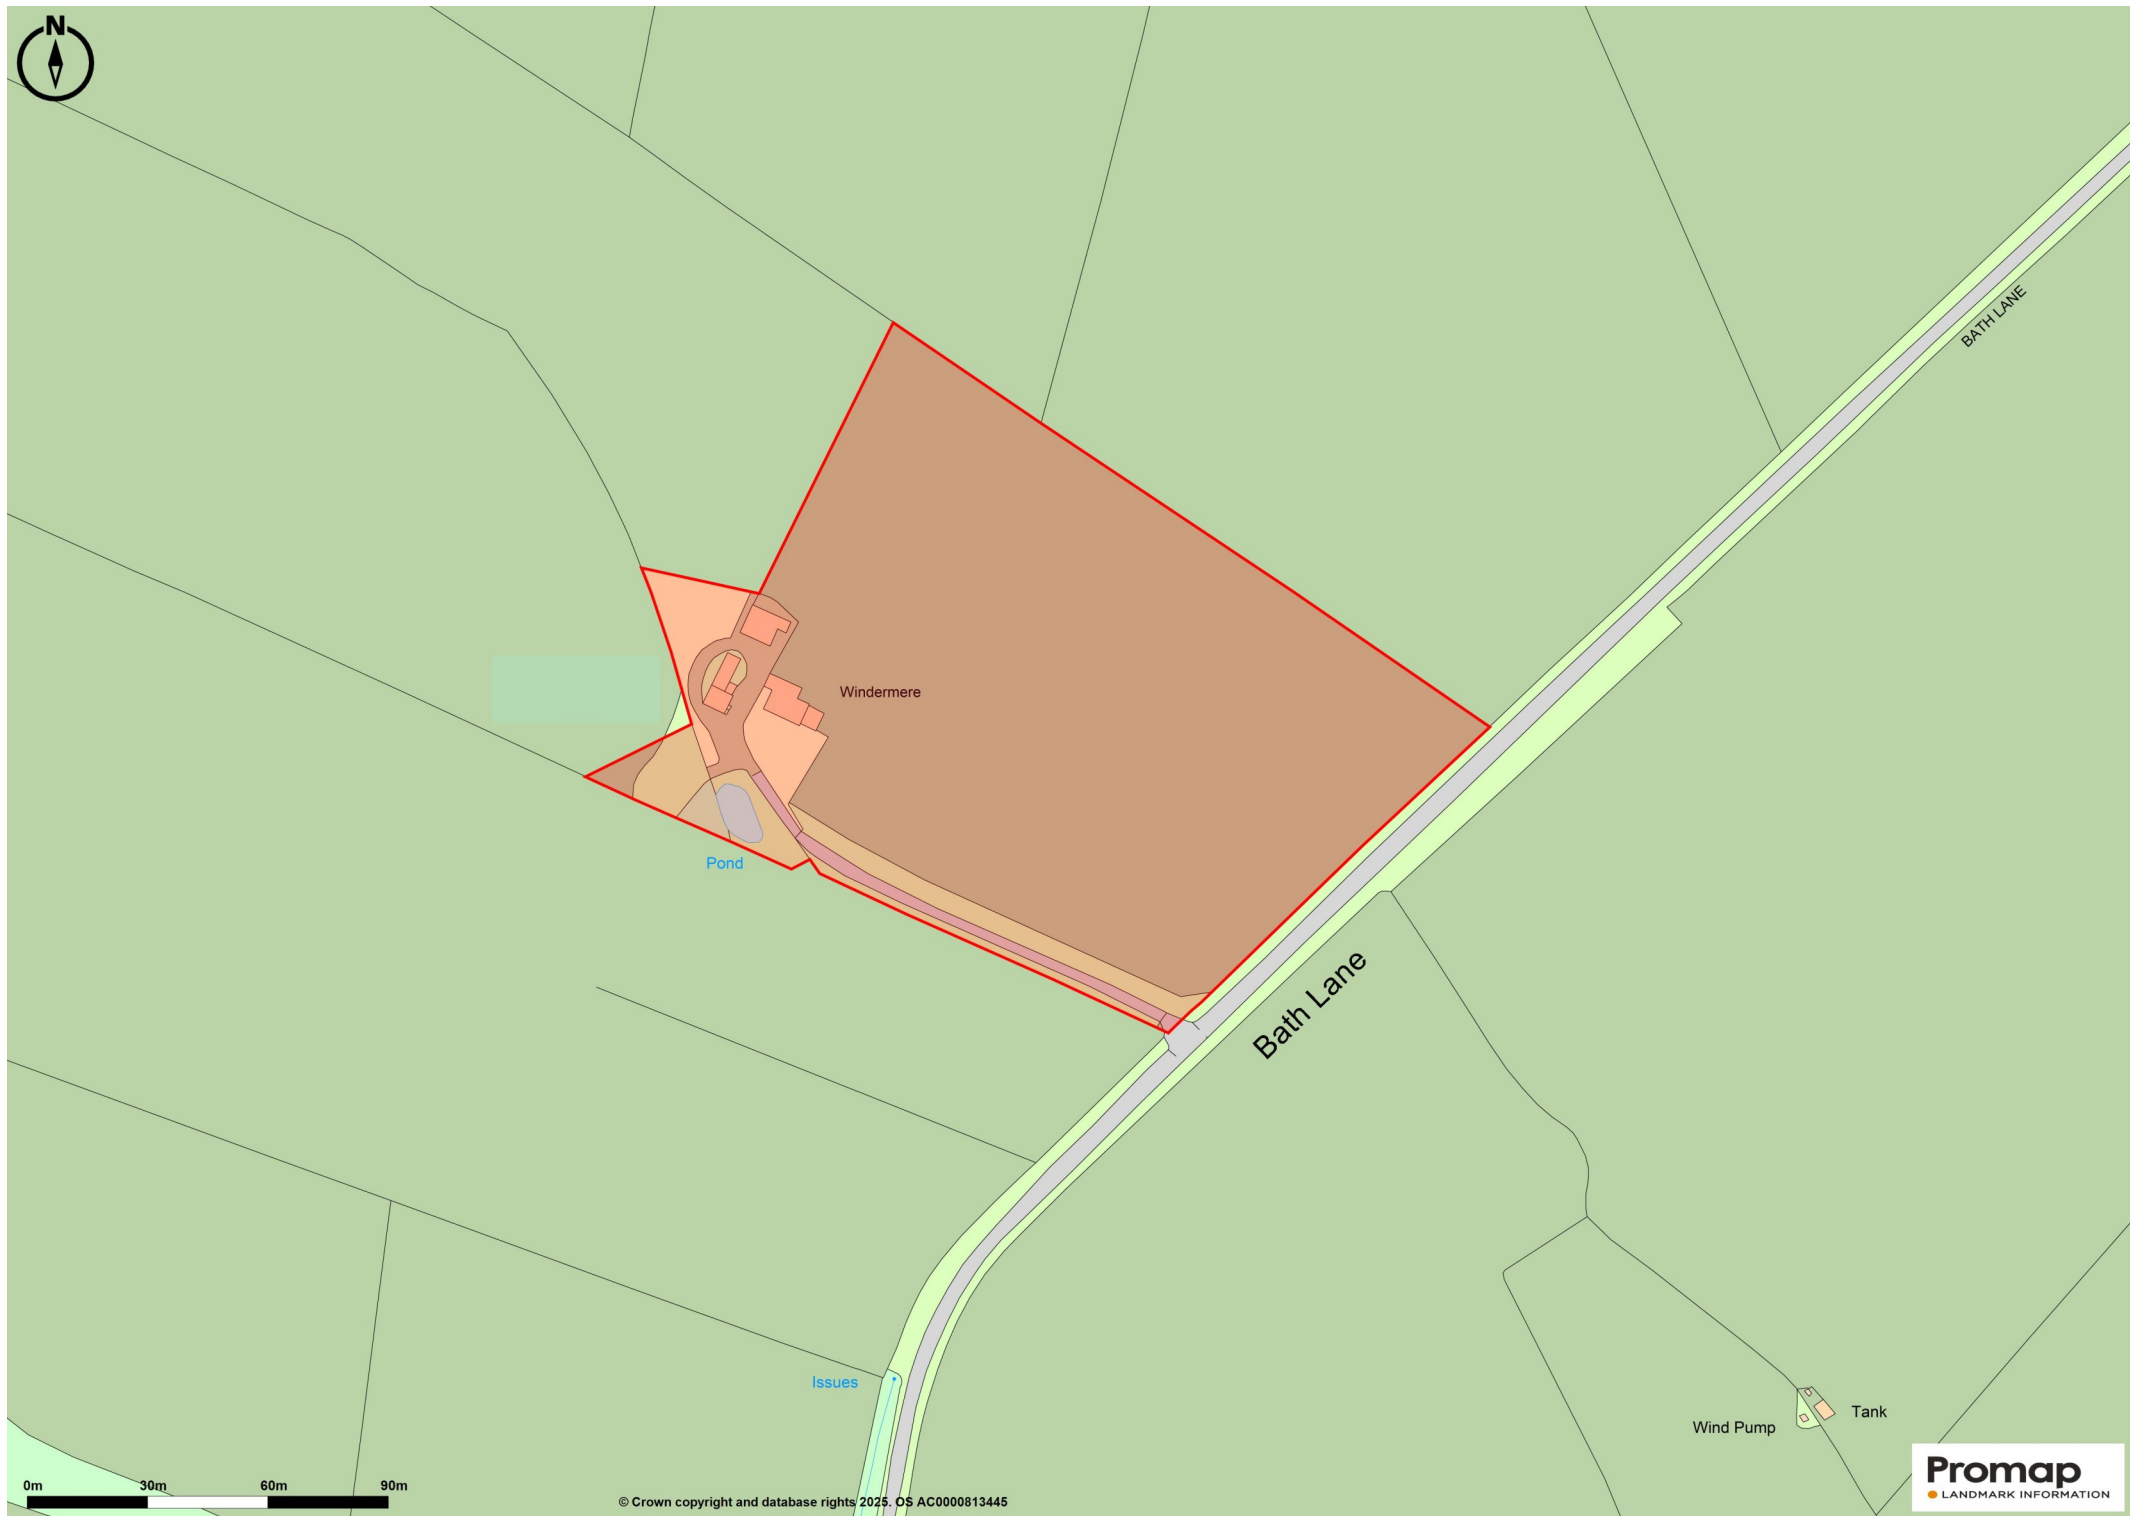 N
BATH LANE
Windermere
Pond
Bath Lane
Issues
Tank
Wind Pump
0m 30m 60m 90m
© Crown copyright and database rights 2025. OS AC0000813445
Promap
LANDMARK INFORMATION